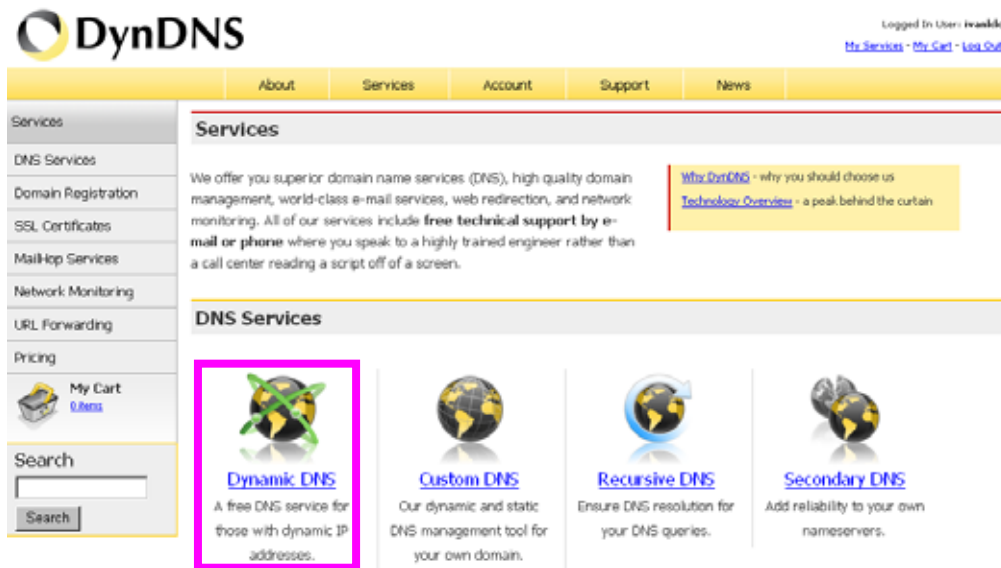 DynDNS
Logged In User:
My Services - My Cart - Log Out
About Services Account Support News
Services
DNS Services
Domain Registration
SSL Certificates
MailHop Services
Network Monitoring
URL Forwarding
Pricing
My Cart
0 items
Search
Search
Services
We offer you superior domain name services (DNS), high quality domain
management, world-class e-mail services, web redirection, and network
monitoring. All of our services include free technical support by e-
mail or phone where you speak to a highly trained engineer rather than
a call center reading a script off of a screen.
Why DynDNS - why you should choose us
Technology Overview - a peak behind the curtain
DNS Services
Dynamic DNS
A free DNS service for
those with dynamic IP
addresses.
Custom DNS
Our dynamic and static
DNS management tool for
your own domain.
Recursive DNS
Ensure DNS resolution for
your DNS queries.
Secondary DNS
Add reliability to your own
nameservers.